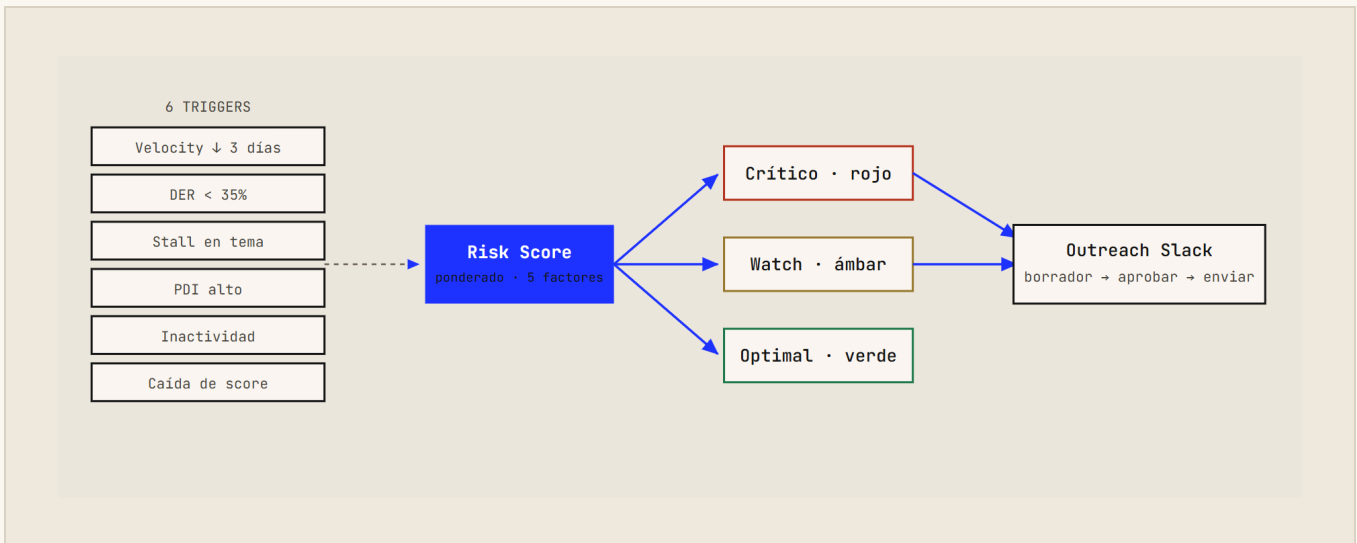 6 TRIGGERS
Velocity ↓ 3 días
DER < 35%
Stall en tema
PDI alto
Inactividad
Caída de score
Risk Score
ponderado · 5 factores
Crítico · rojo
Watch · ámbar
Optimal · verde
Outreach Slack
borrador → aprobar → enviar